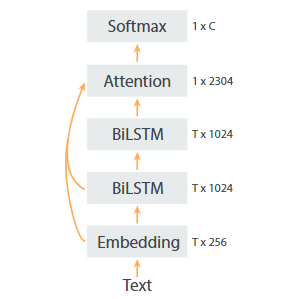 Softmax 1 x C
Attention 1 x 2304
BiLSTM T x 1024
BiLSTM T x 1024
Embedding T x 256
Text